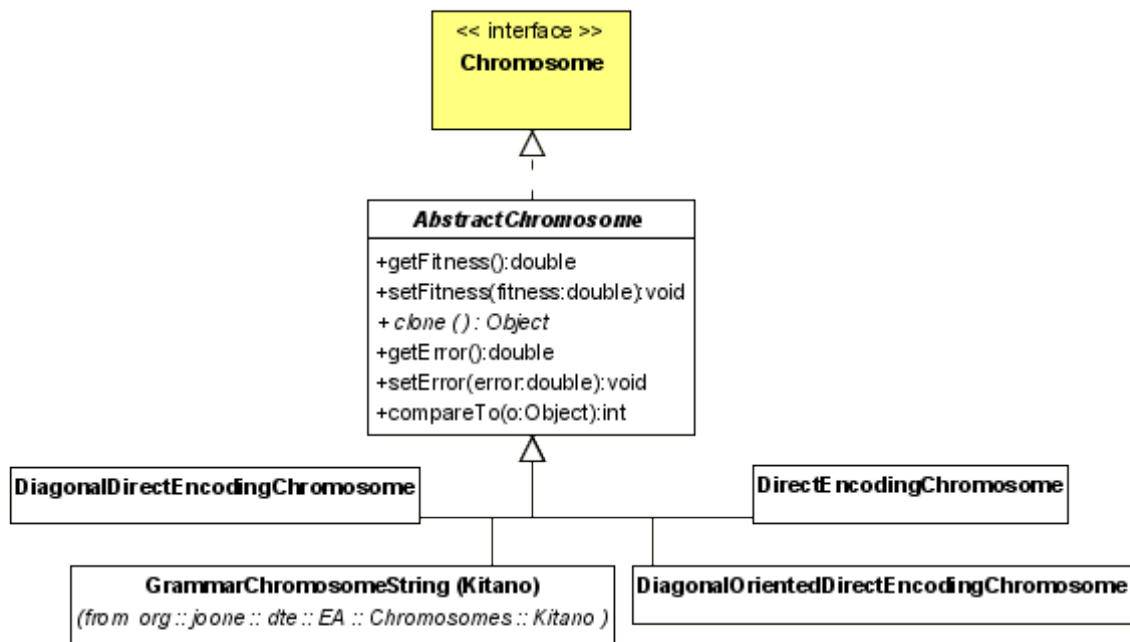 << interface >>
Chromosome
AbstractChromosome
+getFitness():double
+setFitness(fitness:double):void
+ clone () : Object
+getError():double
+setError(error:double):void
+compareTo(o:Object):int
DiagonalDirectEncodingChromosome
DirectEncodingChromosome
GrammarChromosomeString (Kitano)
(from org :: joone :: dte :: EA :: Chromosomes :: Kitano )
DiagonalOrientedDirectEncodingChromosome